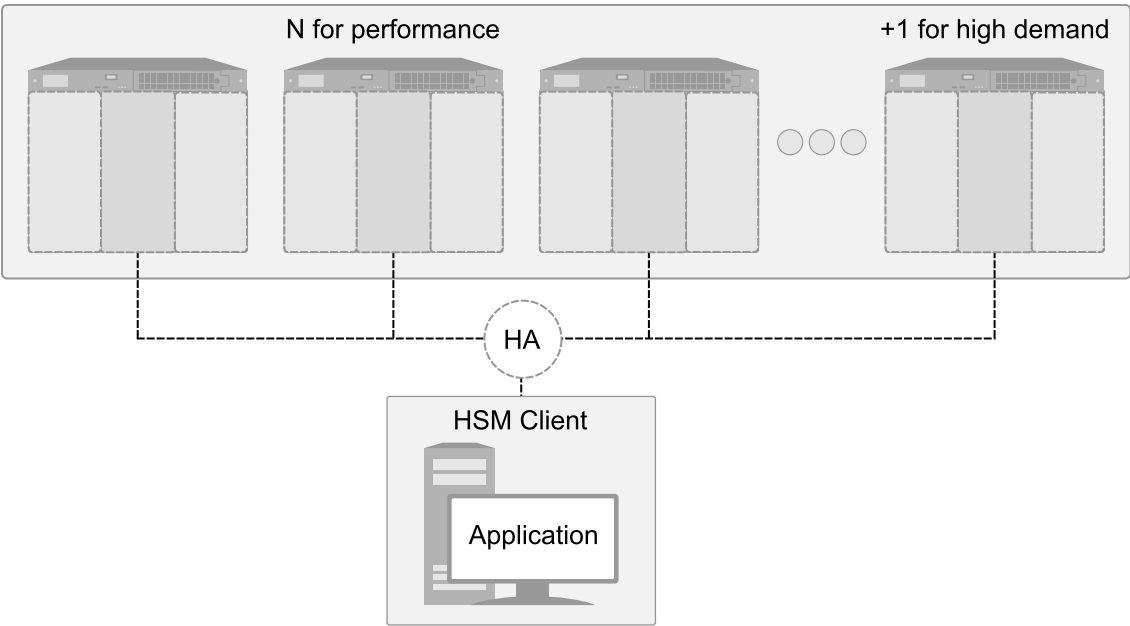 N for performance
+1 for high demand
HA
HSM Client
Application